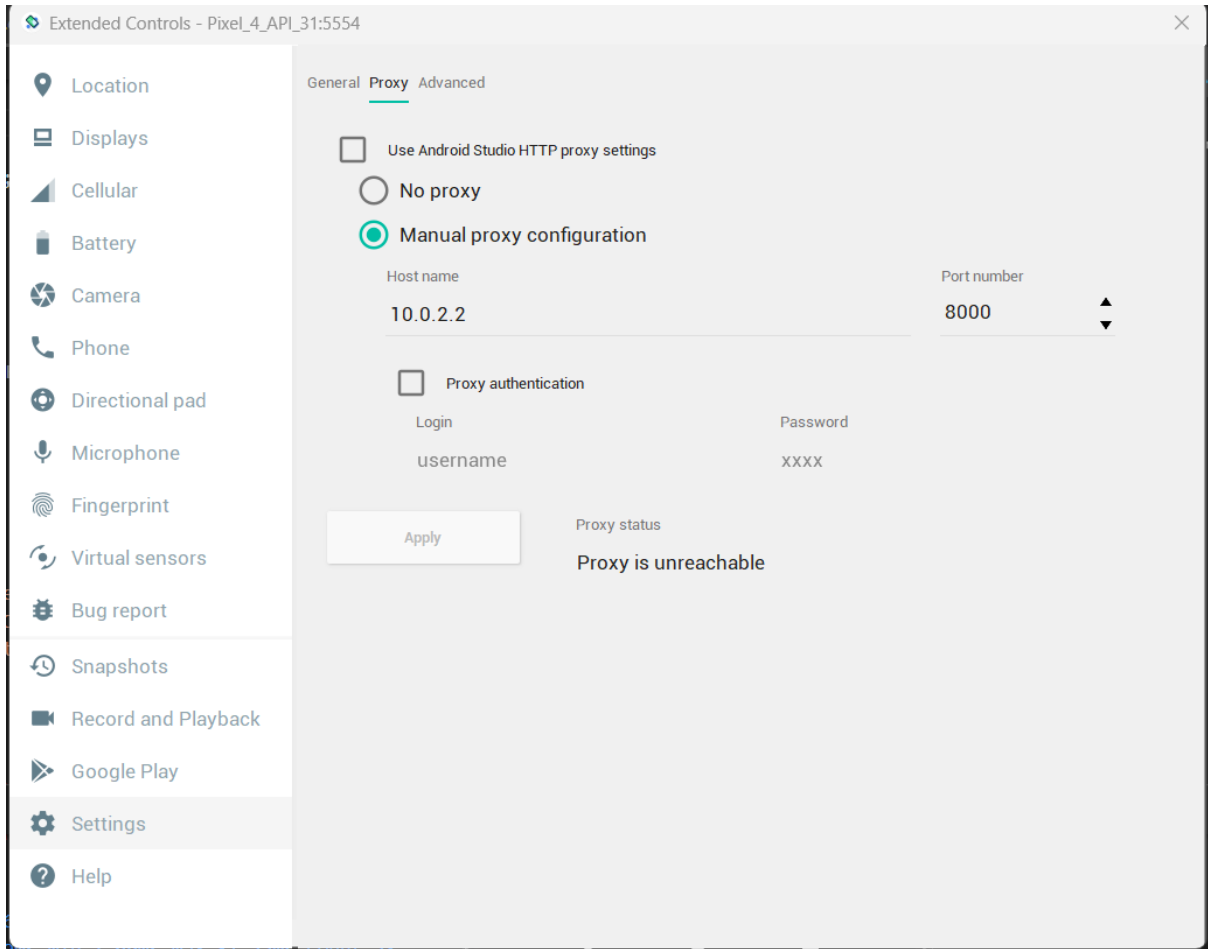 Extended Controls - Pixel_4_API_31:5554
Location
Displays
Cellular
Battery
Camera
Phone
Directional pad
Microphone
Fingerprint
Virtual sensors
Bug report
Snapshots
Record and Playback
Google Play
Settings
Help
General Proxy Advanced
Use Android Studio HTTP proxy settings
No proxy
Manual proxy configuration
Host name Port number
10.0.2.2 8000
Proxy authentication
Login Password
username xxxx
Apply
Proxy status
Proxy is unreachable